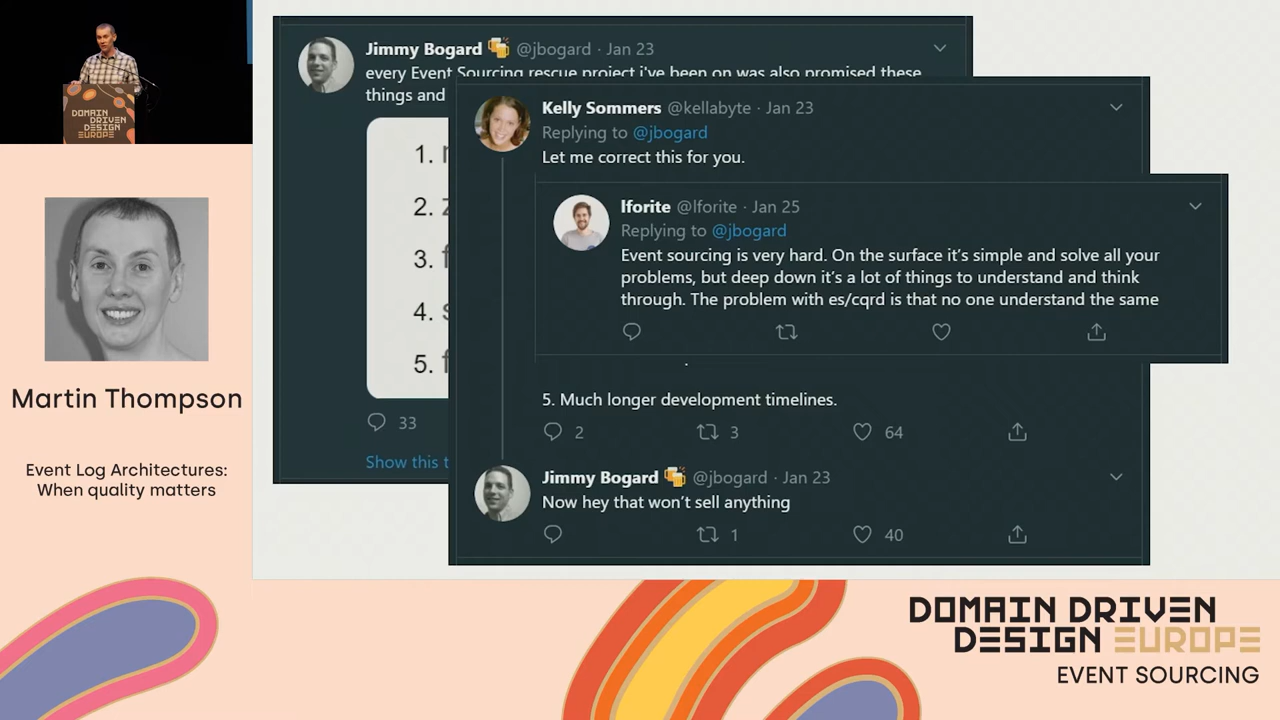 DOMAIN
DRIVEN
DESIGN
EUROPE
Martin Thompson
Event Log Architectures:
When quality matters
Jimmy Bogard 🍻 @jbogard · Jan 23
every Event Sourcing rescue project i've been on was also promised these
things and
1.
2.
3. f
4. s
5. f
33
Show this t
Kelly Sommers @kellabyte · Jan 23
Replying to @jbogard
Let me correct this for you.
lforite @lforite · Jan 25
Replying to @jbogard
Event sourcing is very hard. On the surface it's simple and solve all your
problems, but deep down it's a lot of things to understand and think
through. The problem with es/cqrd is that no one understand the same
5. Much longer development timelines.
2 3 64
Jimmy Bogard 🍻 @jbogard · Jan 23
Now hey that won't sell anything
1 40
DOMAIN DRIVEN
DESIGN EUROPE
EVENT SOURCING